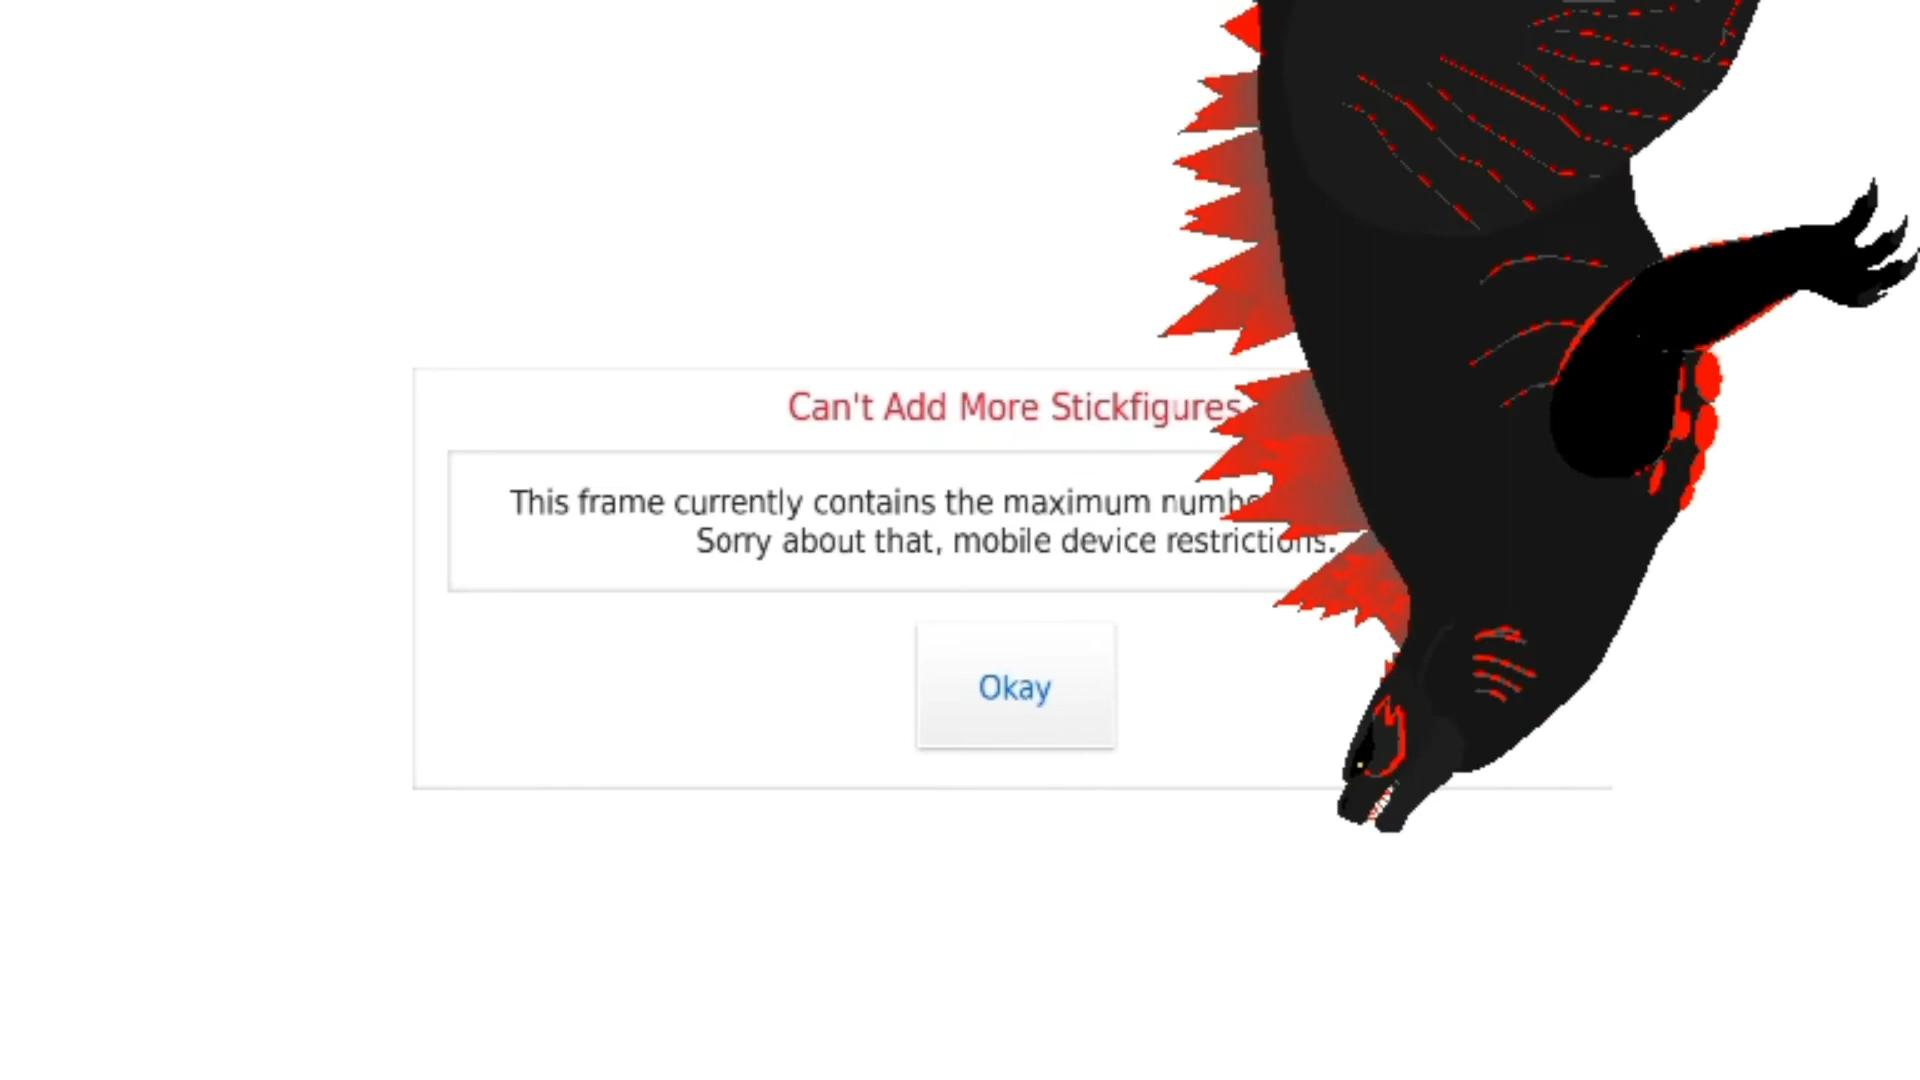 Can't Add More Stickfigures
This frame currently contains the maximum
Sorry about that, mobile device restrictions.
Okay